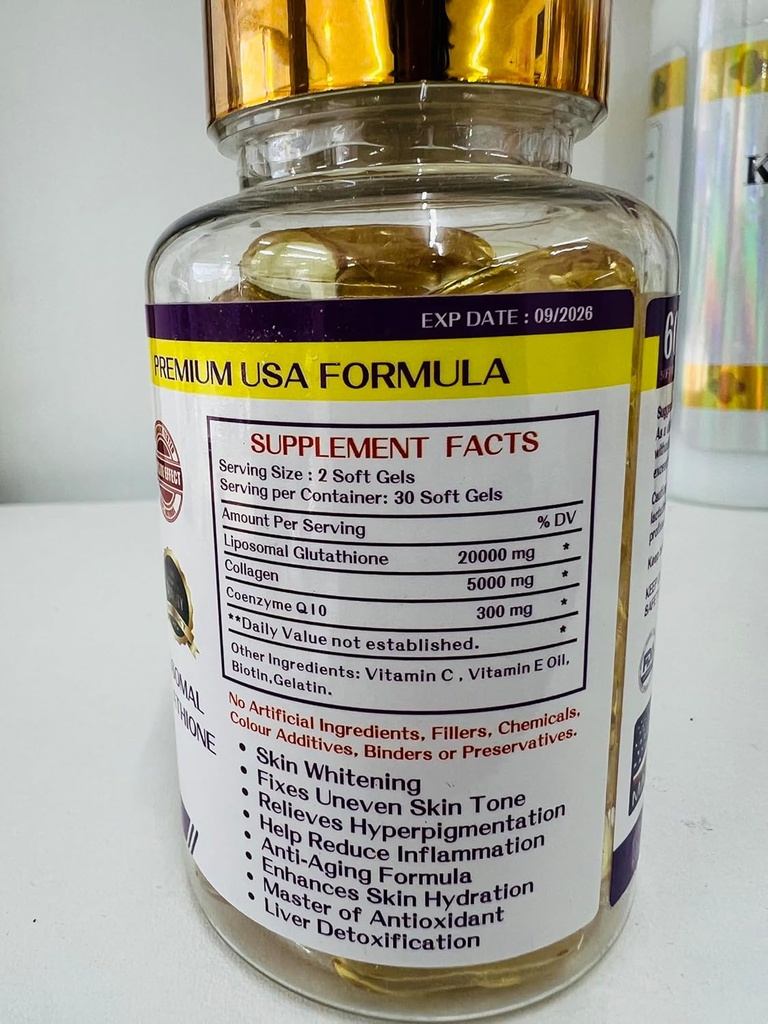 EXP DATE : 09/2026
PREMIUM USA FORMULA
SUPPLEMENT FACTS
Serving Size : 2 Soft Gels
Serving per Container: 30 Soft Gels
Amount Per Serving % DV
Liposomal Glutathione 20000 mg *
Collagen 5000 mg *
Coenzyme Q10 300 mg *
**Daily Value not established. *
Other Ingredients: Vitamin C , Vitamin E Oil,
Biotin,Gelatin.
No Artificial Ingredients, Fillers, Chemicals,
Colour Additives, Binders or Preservatives.
• Skin Whitening
• Fixes Uneven Skin Tone
• Relieves Hyperpigmentation
• Help Reduce Inflammation
• Anti-Aging Formula
• Enhances Skin Hydration
• Master of Antioxidant
• Liver Detoxification
EFFECT
K